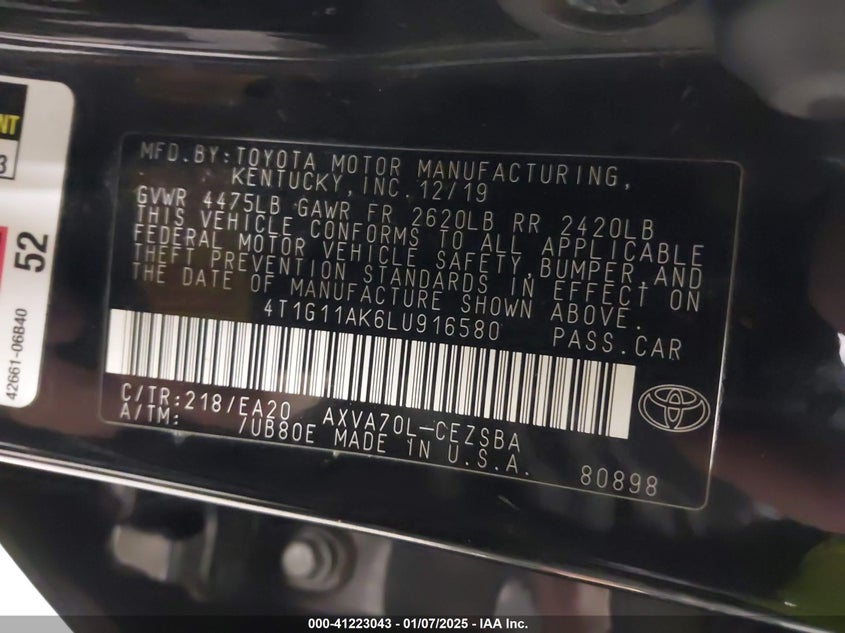 NT
3
52
42661-06B40
MFD.BY:TOYOTA MOTOR MANUFACTURING,
KENTUCKY, INC. 12/19
GVWR 4475LB GAWR FR 2620LB RR 2420LB
THIS VEHICLE CONFORMS TO ALL APPLICABLE
FEDERAL MOTOR VEHICLE SAFETY,BUMPER,AND
THEFT PREVENTION STANDARDS IN EFFECT ON
THE DATE OF MANUFACTURE SHOWN ABOVE.
4T1G11AK6LU916580 PASS.CAR
C/TR:218/EA20 AXVA70L-CEZSBA
A/TM: /UB80E MADE IN U.S.A.
80898
000-41223043 — 01/07/2025 - IAA Inc.